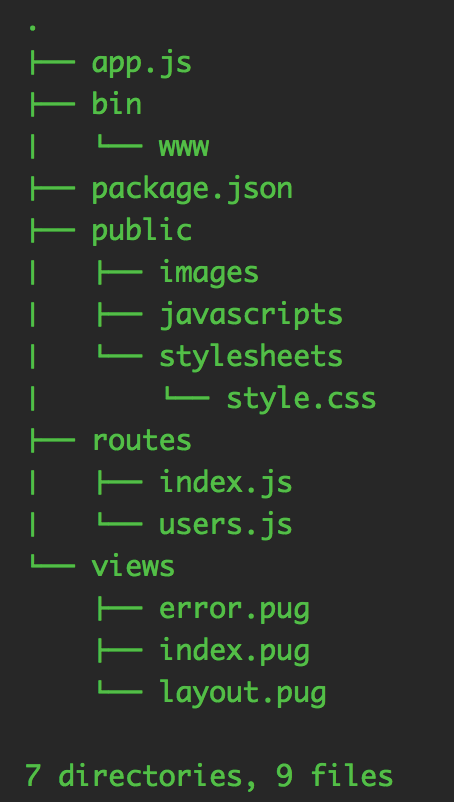 .
├── app.js
├── bin
│   └── www
├── package.json
├── public
│   ├── images
│   ├── javascripts
│   └── stylesheets
│       └── style.css
├── routes
│   ├── index.js
│   └── users.js
└── views
    ├── error.pug
    ├── index.pug
    └── layout.pug

7 directories, 9 files